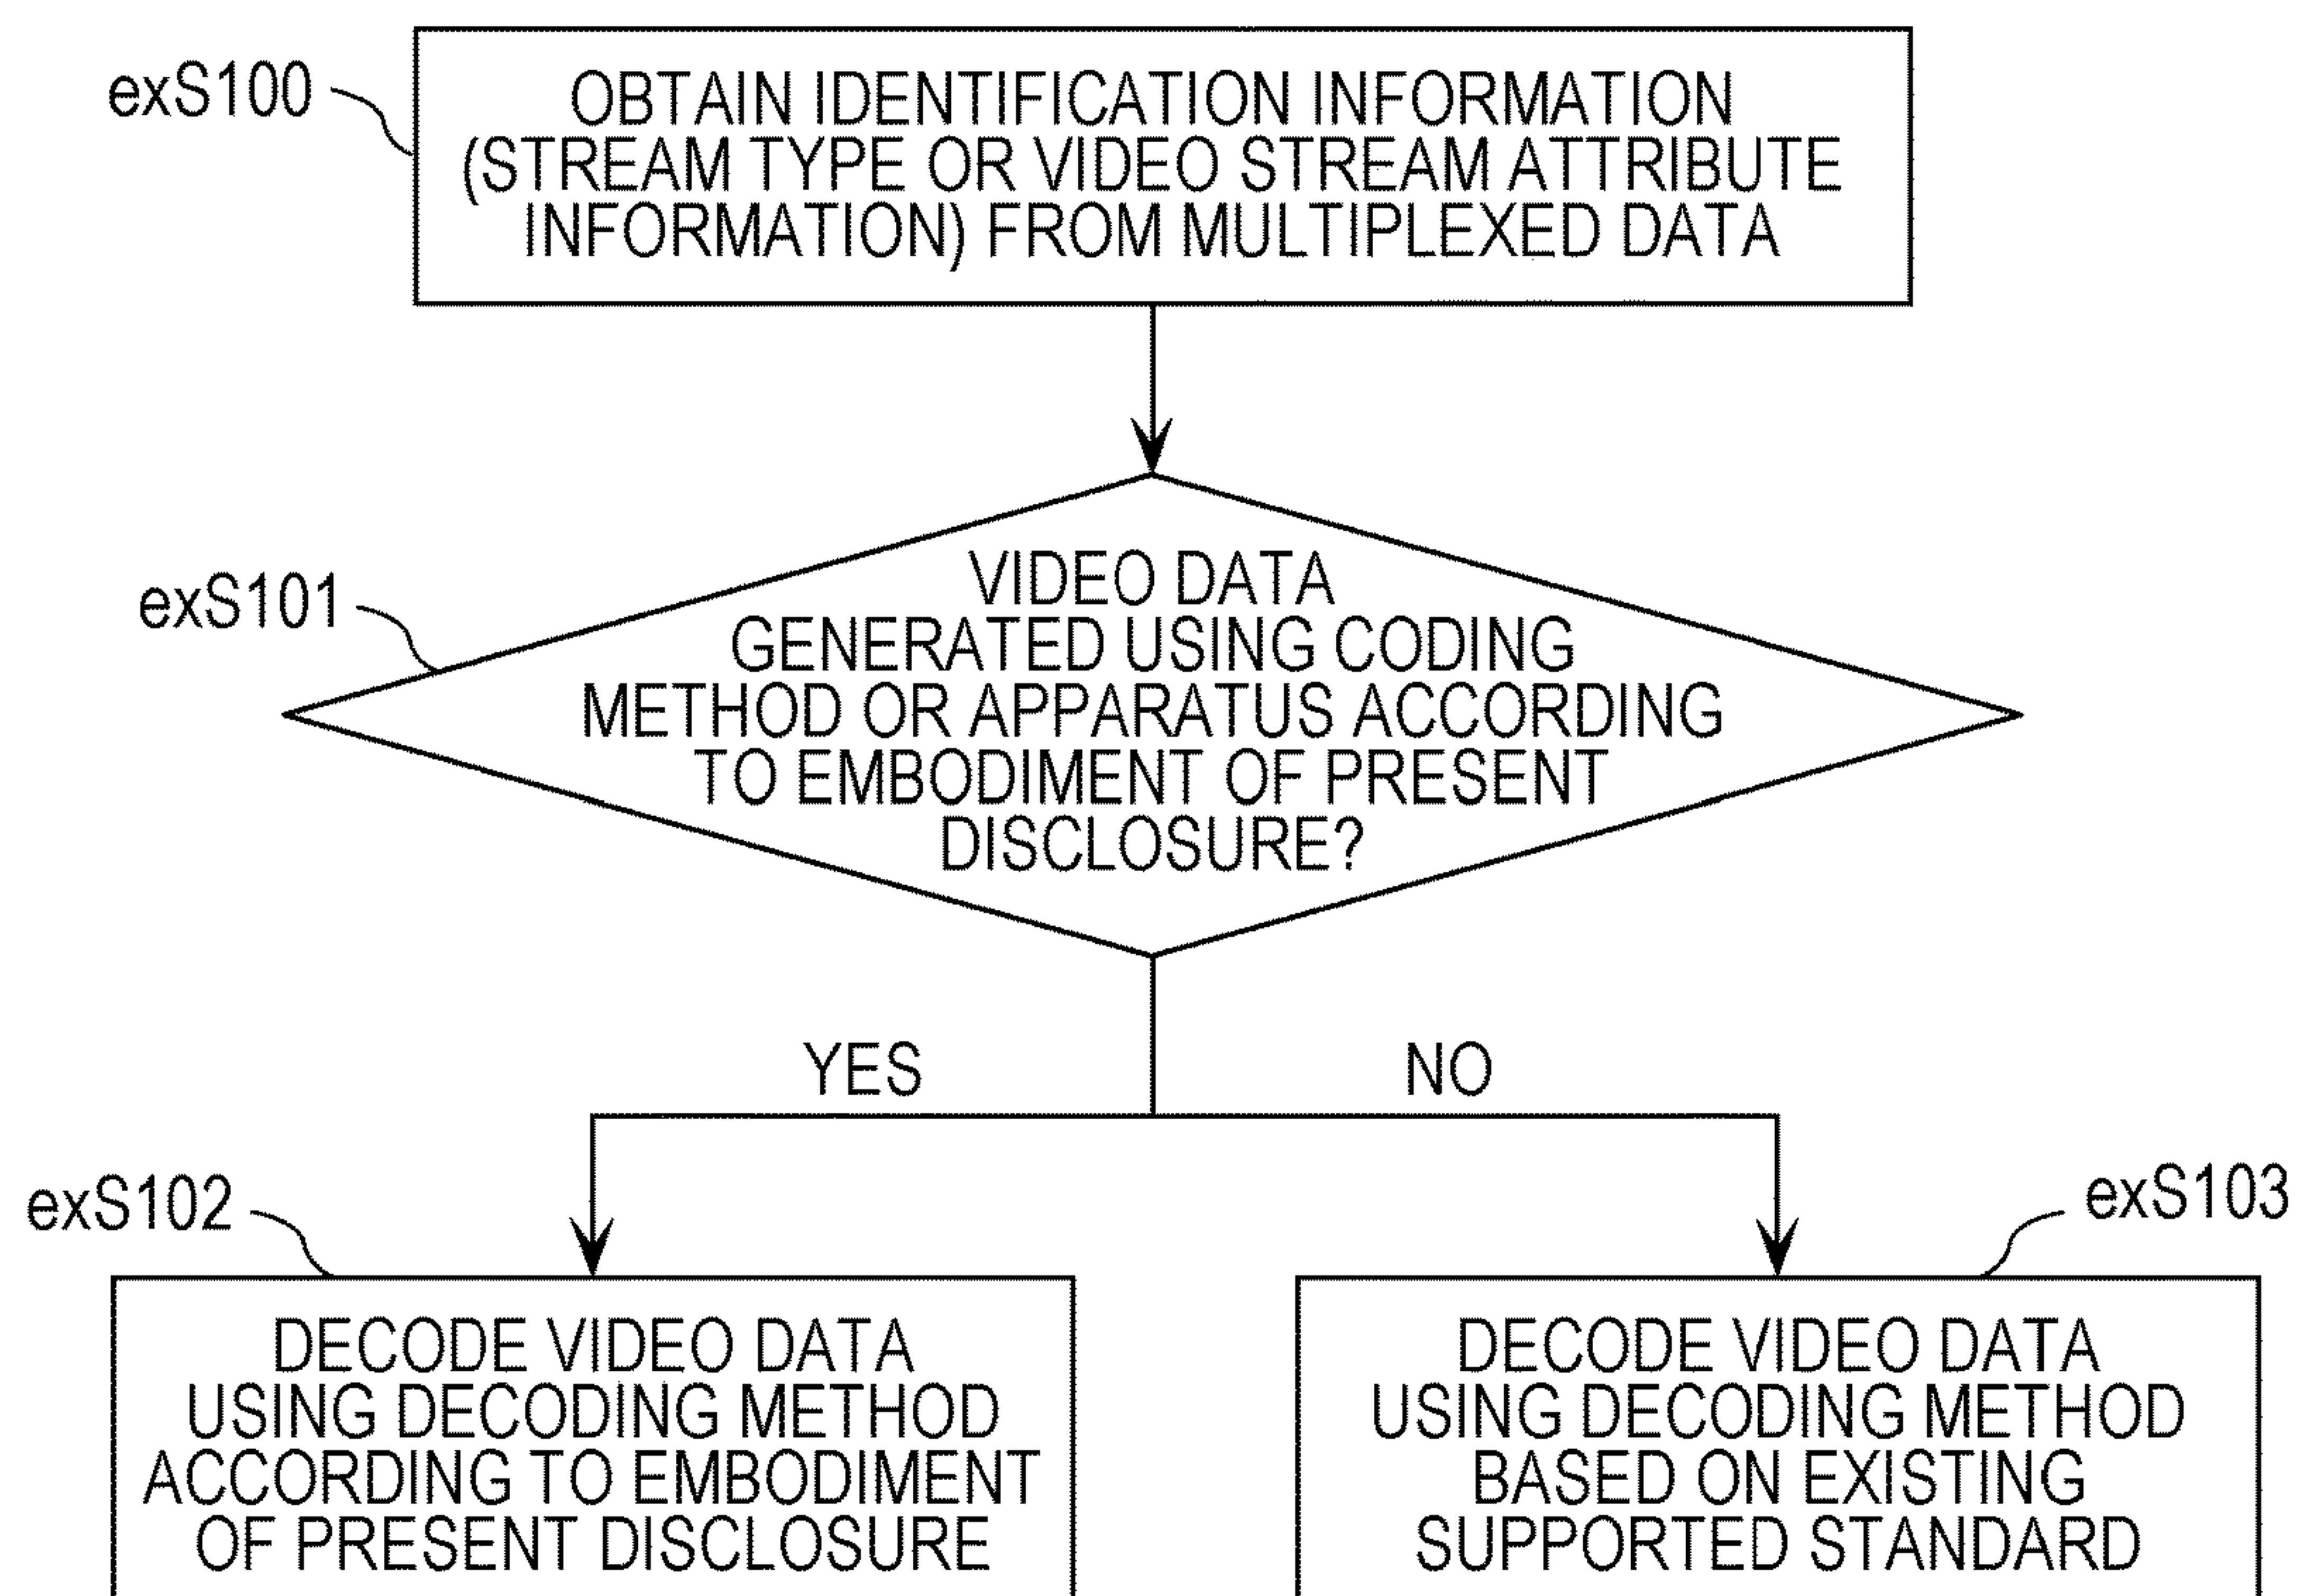 exS100
OBTAIN IDENTIFICATION INFORMATION
(STREAM TYPE OR VIDEO STREAM ATTRIBUTE
INFORMATION) FROM MULTIPLEXED DATA
exS101
VIDEO DATA
GENERATED USING CODING
METHOD OR APPARATUS ACCORDING
TO EMBODIMENT OF PRESENT
DISCLOSURE?
YES
NO
exS102
DECODE VIDEO DATA
USING DECODING METHOD
ACCORDING TO EMBODIMENT
OF PRESENT DISCLOSURE
exS103
DECODE VIDEO DATA
USING DECODING METHOD
BASED ON EXISTING
SUPPORTED STANDARD